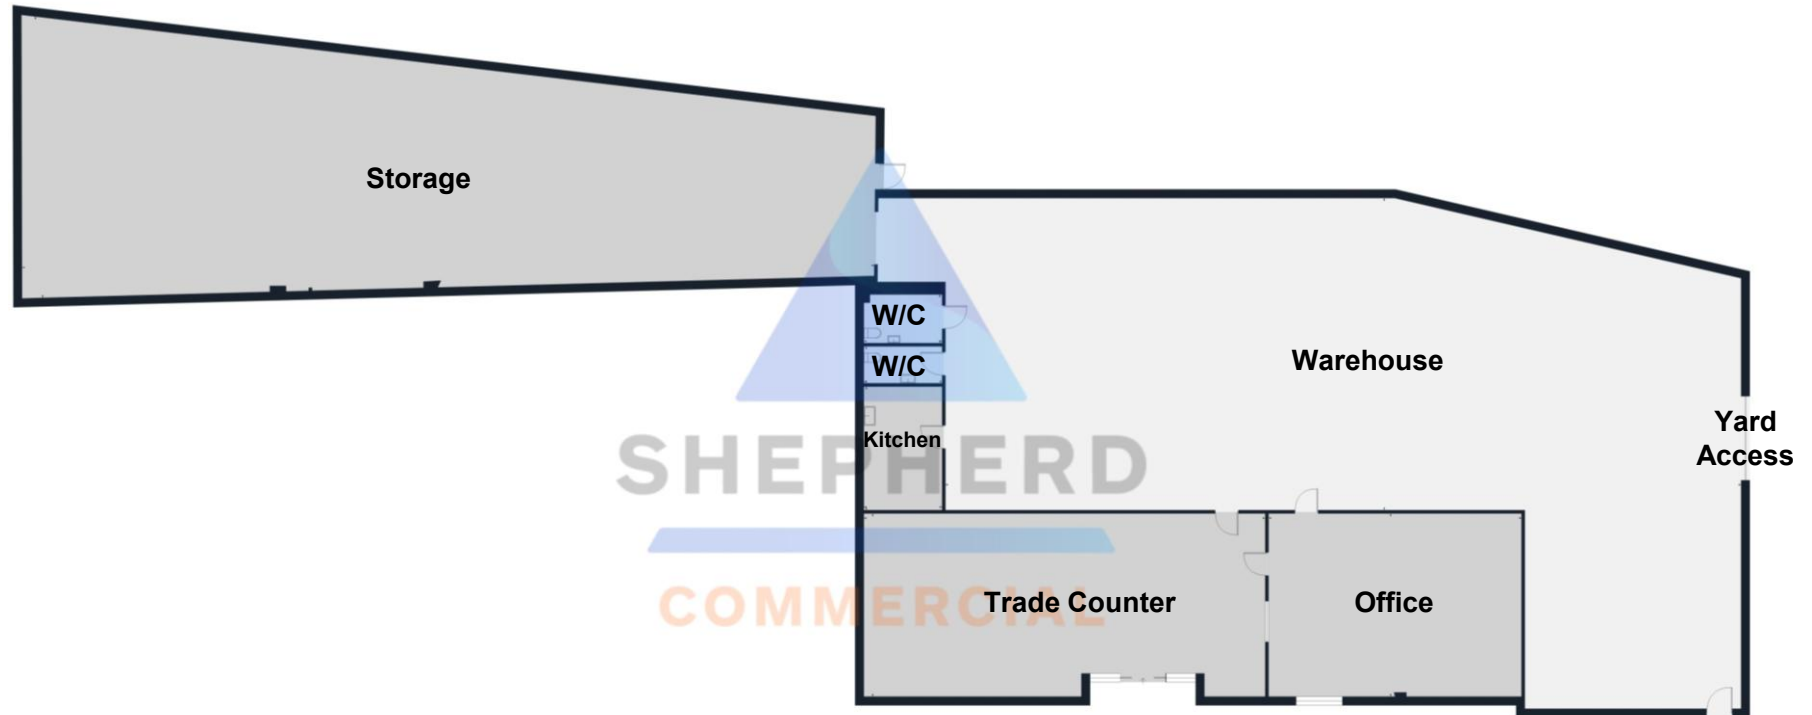 Storage
W/C
W/C
Warehouse
Yard
Access
Kitchen
SHEPHERD
Trade Counter
Office
COMMERCIAL